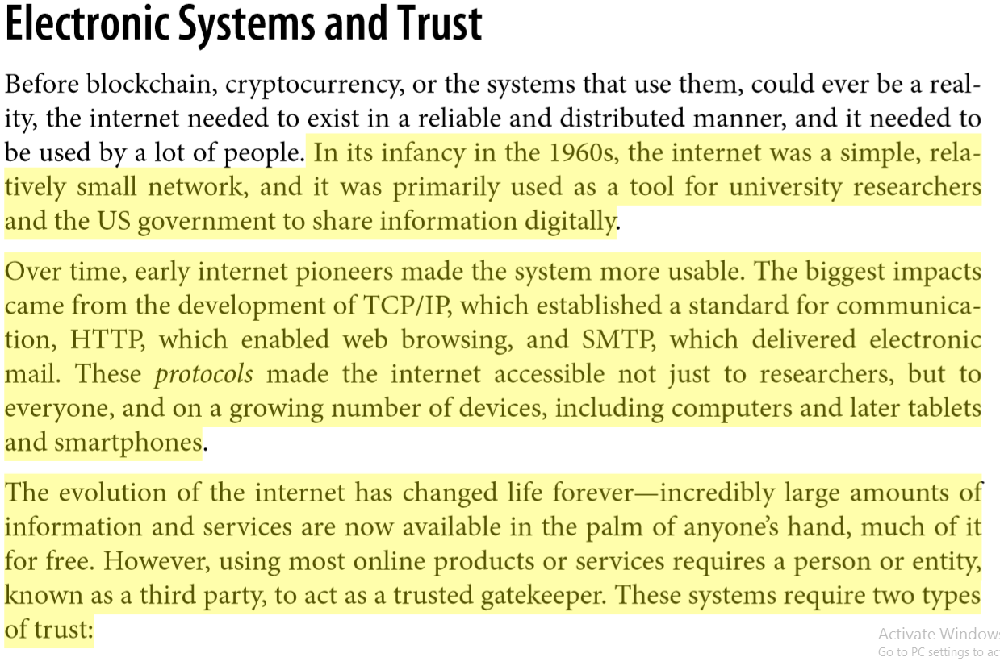 Electronic Systems and Trust
Before blockchain, cryptocurrency, or the systems that use them, could ever be a real-
ity, the internet needed to exist in a reliable and distributed manner, and it needed to
be used by a lot of people. In its infancy in the 1960s, the internet was a simple, rela-
tively small network, and it was primarily used as a tool for university researchers
and the US government to share information digitally.
Over time, early internet pioneers made the system more usable. The biggest impacts
came from the development of TCP/IP, which established a standard for communica-
tion, HTTP, which enabled web browsing, and SMTP, which delivered electronic
mail. These protocols made the internet accessible not just to researchers, but to
everyone, and on a growing number of devices, including computers and later tablets
and smartphones.
The evolution of the internet has changed life forever—incredibly large amounts of
information and services are now available in the palm of anyone’s hand, much of it
for free. However, using most online products or services requires a person or entity,
known as a third party, to act as a trusted gatekeeper. These systems require two types
of trust:
Activate Windows
Go to PC settings to ac